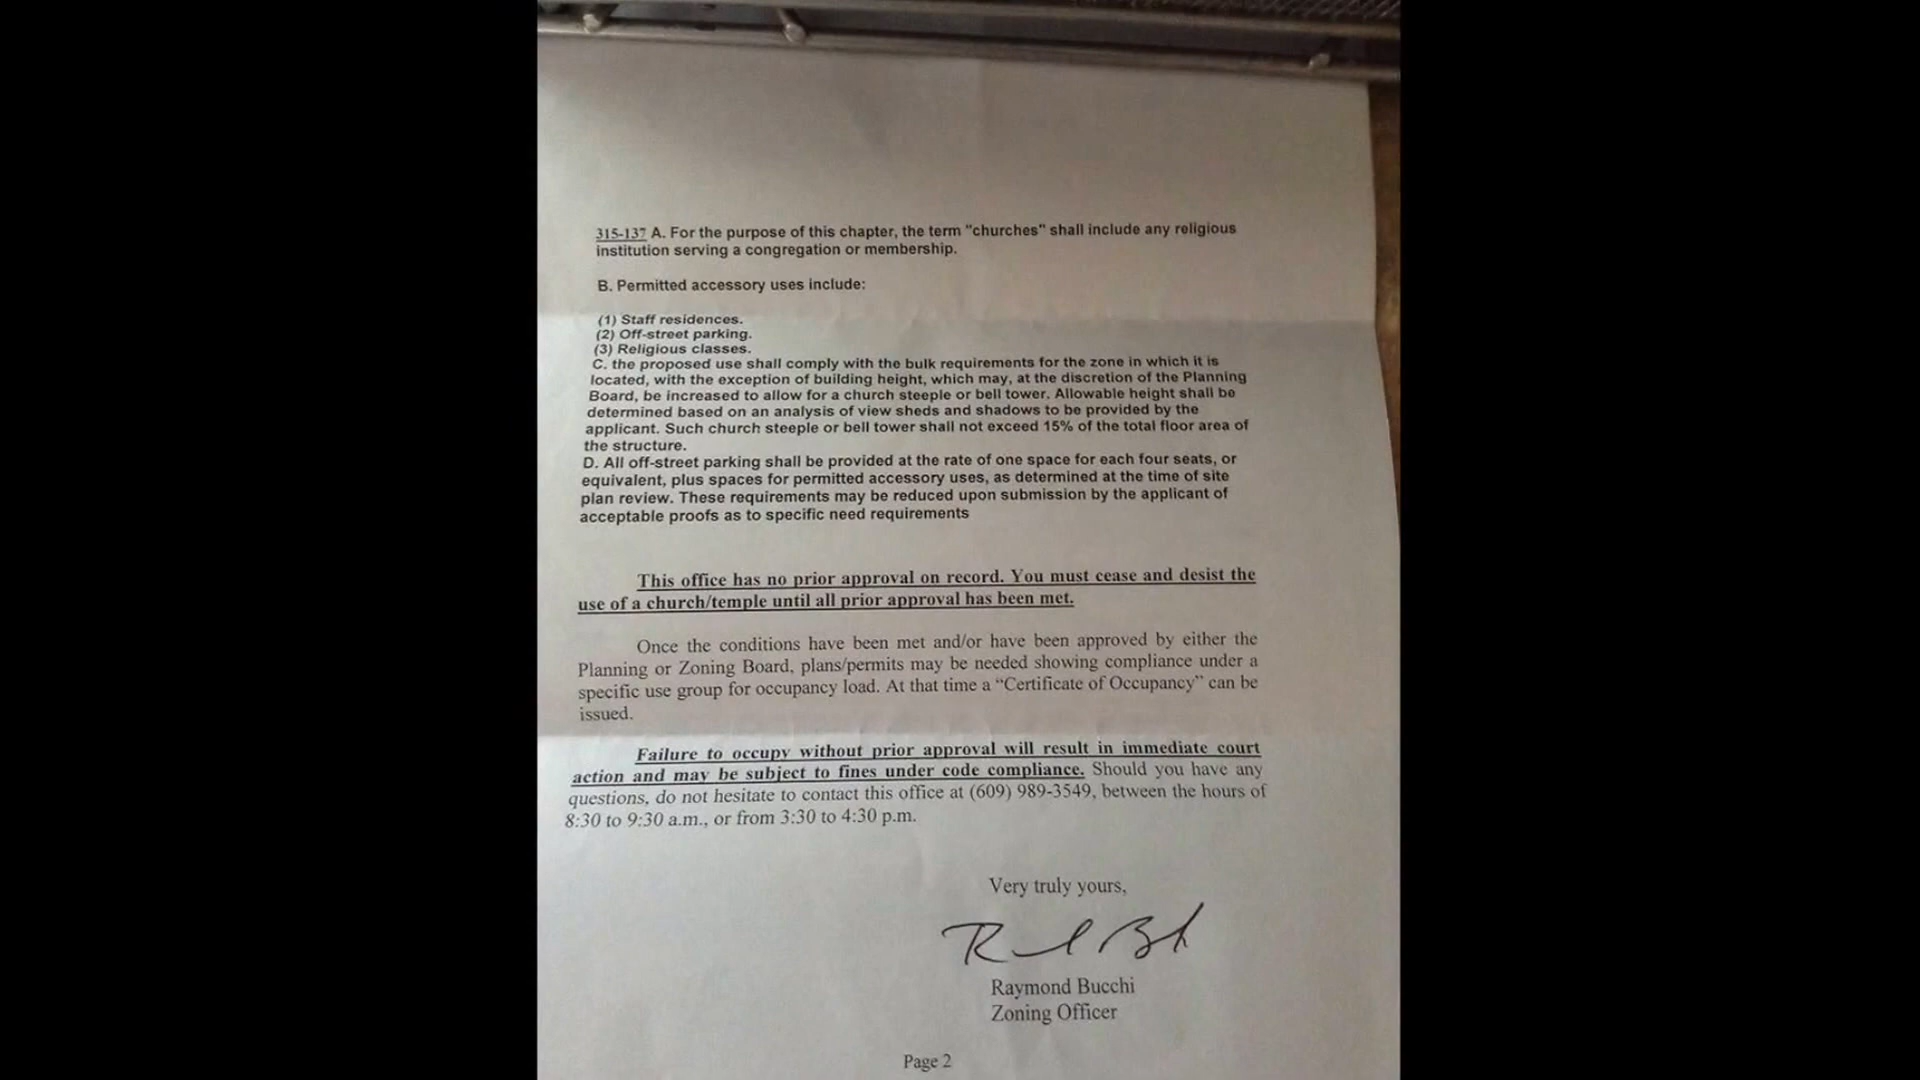 315-137 A. For the purpose of this chapter, the term "churches" shall include any religious
institution serving a congregation or membership.
B. Permitted accessory uses include:
(1) Staff residences.
(2) Off-street parking.
(3) Religious classes.
C. the proposed use shall comply with the bulk requirements for the zone in which it is
located, with the exception of building height, which may, at the discretion of the Planning
Board, be increased to allow for a church steeple or bell tower. Allowable height shall be
determined based on an analysis of view sheds and shadows to be provided by the
applicant. Such church steeple or bell tower shall not exceed 15% of the total floor area of
the structure.
D. All off-street parking shall be provided at the rate of one space for each four seats, or
equivalent, plus spaces for permitted accessory uses, as determined at the time of site
plan review. These requirements may be reduced upon submission by the applicant of
acceptable proofs as to specific need requirements
This office has no prior approval on record. You must cease and desist the
use of a church/temple until all prior approval has been met.
Once the conditions have been met and/or have been approved by either the
Planning or Zoning Board, plans/permits may be needed showing compliance under a
specific use group for occupancy load. At that time a “Certificate of Occupancy” can be
issued.
Failure to occupy without prior approval will result in immediate court
action and may be subject to fines under code compliance. Should you have any
questions, do not hesitate to contact this office at (609) 989-3549, between the hours of
8:30 to 9:30 a.m., or from 3:30 to 4:30 p.m.
Very truly yours,
Raymond Bucchi
Zoning Officer
Page 2